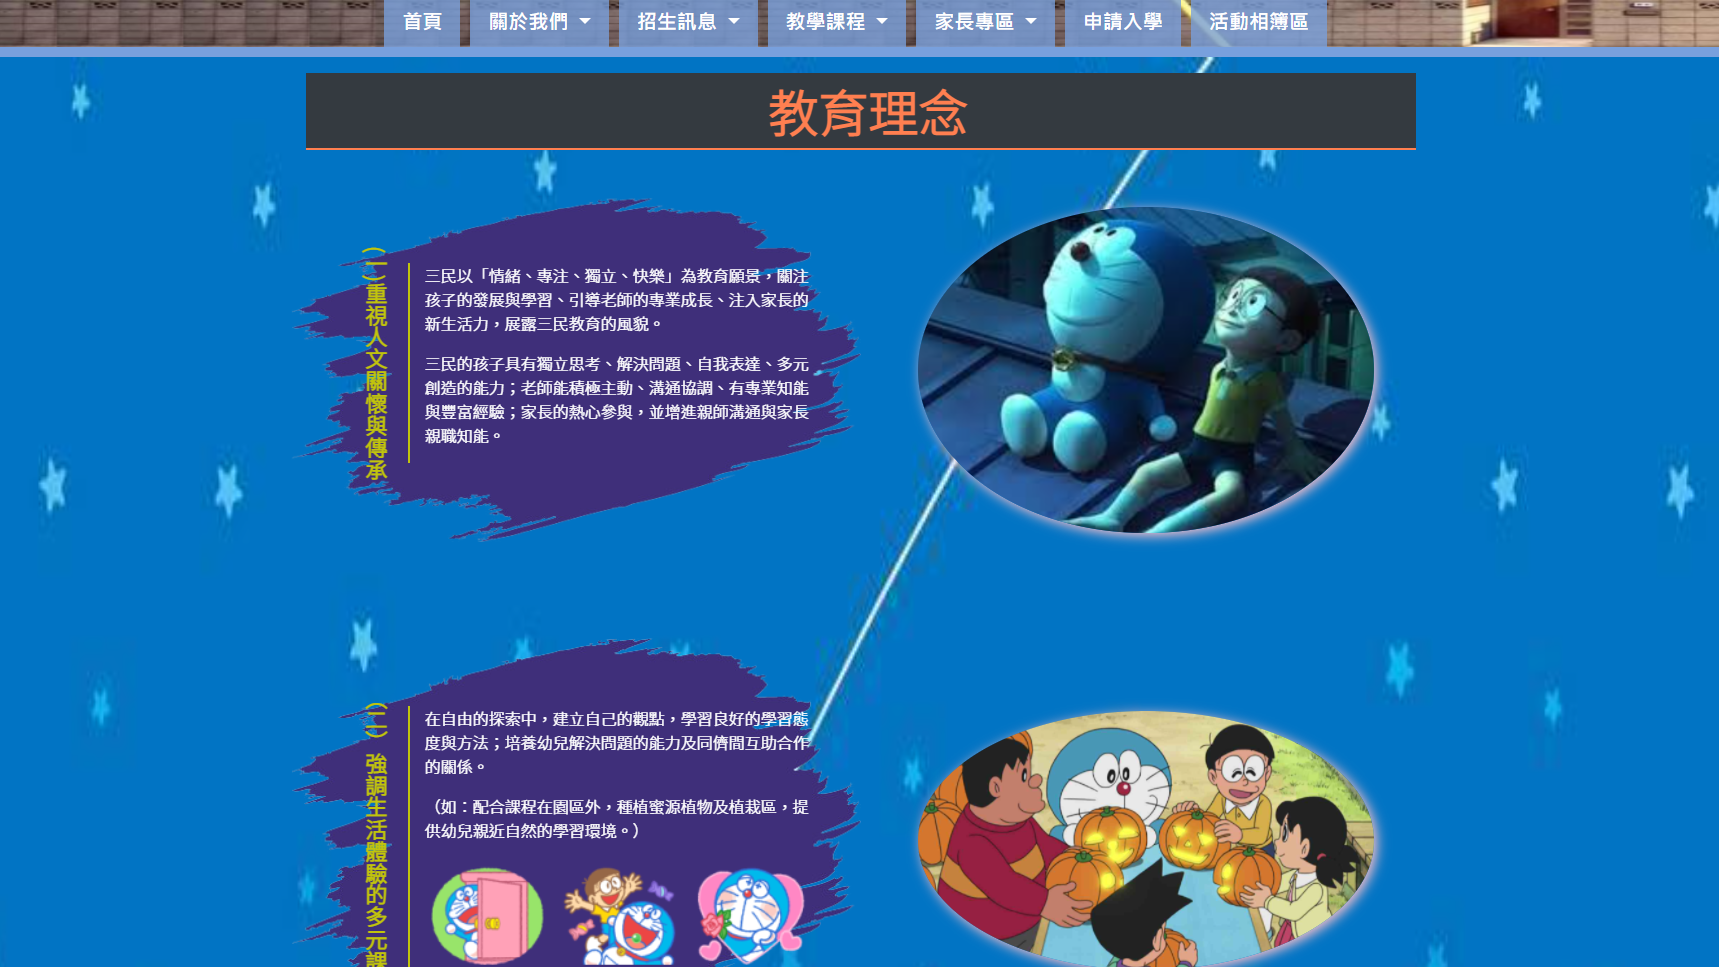 首頁 關於我們 招生訊息 教學課程 家長專區 申請入學 活動相簿區
教育理念
(一)重視人文關懷與傳承
三民以「情緒、專注、獨立、快樂」為教育願景，關注
孩子的發展與學習、引導老師的專業成長、注入家長的
新生活力，展露三民教育的風貌。
三民的孩子具有獨立思考、解決問題、自我表達、多元
創造的能力；老師能積極主動、溝通協調、有專業知能
與豐富經驗；家長的熱心參與，並增進親師溝通與家長
親職知能。
(二) 強調生活體驗的多元課
在自由的探索中，建立自己的觀點，學習良好的學習態
度與方法；培養幼兒解決問題的能力及同儕間互助合作
的關係。
（如：配合課程在園區外，種植蜜源植物及植栽區，提
供幼兒親近自然的學習環境。）